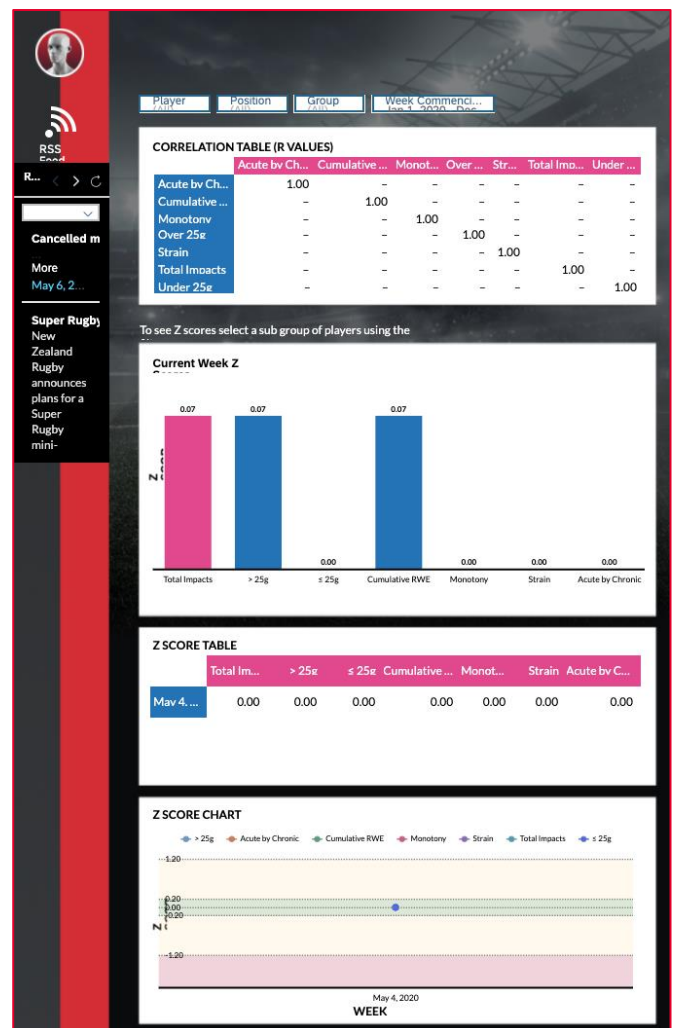 RSS
R...
Cancelled m
More
May 6, 2...
Super Rugby
New
Zealand
Rugby
announces
plans for a
Super
Rugby
mini-
Player
Position
Group
Week Commenci...
CORRELATION TABLE (R VALUES)
Acute by Ch... Cumulative ... Monot... Over ... Str... Total Imp... Under ...
Acute by Ch... 1.00 – – – – – –
Cumulative ... – 1.00 – – – – –
Monotony – – 1.00 – – – –
Over 25g – – – 1.00 – – –
Strain – – – – 1.00 – –
Total Impacts – – – – – 1.00 –
Under 25g – – – – – – 1.00
To see Z scores select a sub group of players using the
Current Week Z
0.07 0.07 0.00 0.07 0.00 0.00 0.00
Total Impacts > 25g ≤ 25g Cumulative RWE Monotony Strain Acute by Chronic
Z SCORE TABLE
Total Im... > 25g ≤ 25g Cumulative ... Monot... Strain Acute by C...
May 4, ... 0.00 0.00 0.00 0.00 0.00 0.00 0.00
Z SCORE CHART
> 25g Acute by Chronic Cumulative RWE Monotony Strain Total Impacts ≤ 25g
1.20
0.20
0.00
-0.20
-1.20
May 4, 2020
WEEK